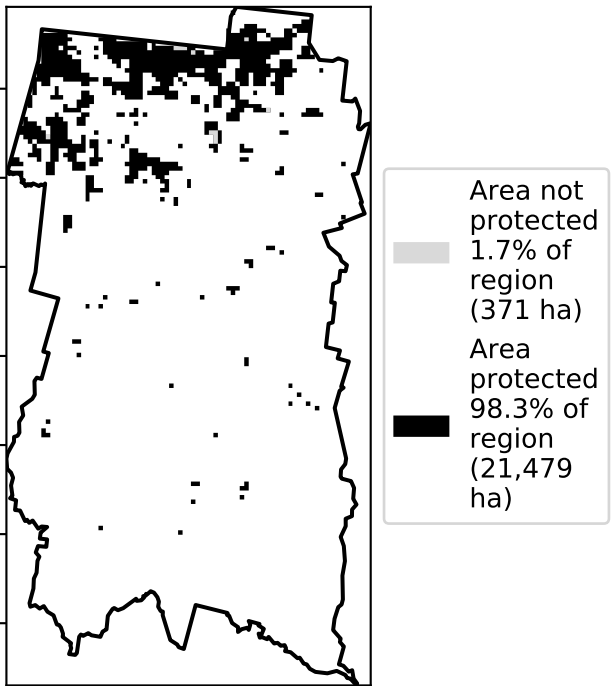 Area not
protected
1.7% of
region
(371 ha)
Area
protected
98.3% of
region
(21,479
ha)